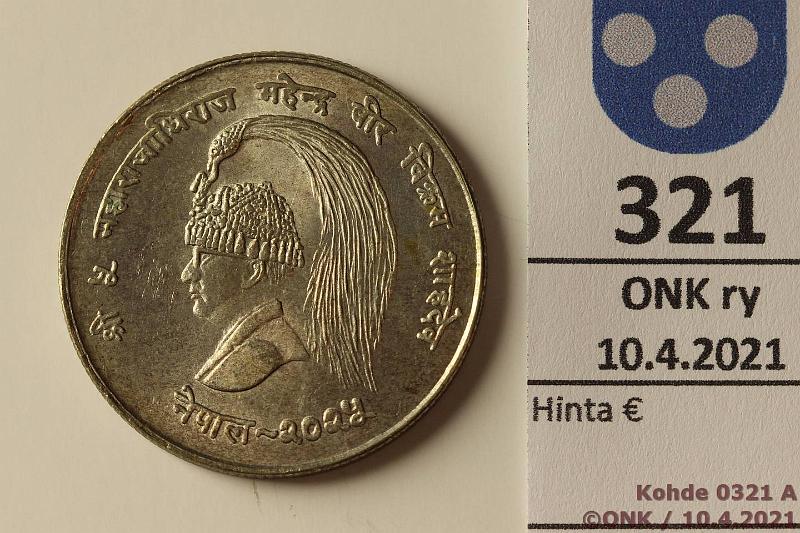 श्री ५ महाराजाधिराज महेन्द्र वीर विक्रम शाहदेव
नेपाल ~ २०२५
321
ONK ry
10.4.2021
Hinta €
Kohde 0321 A
©ONK / 10.4.2021